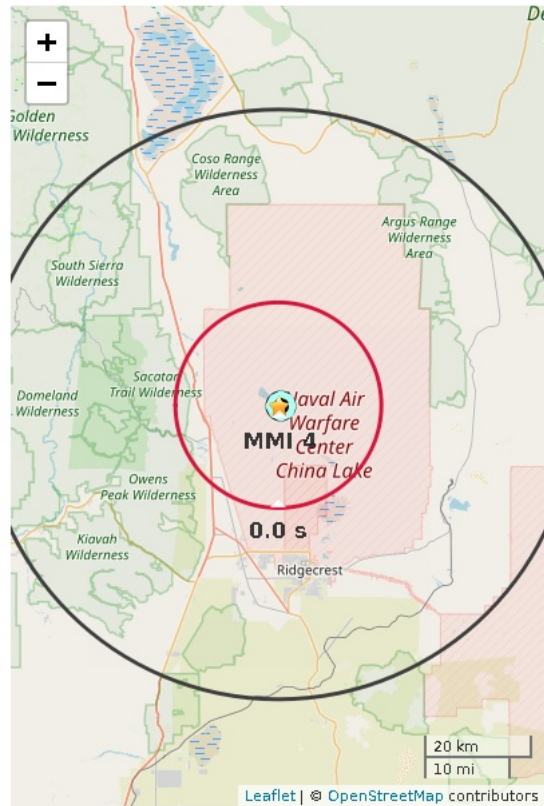 +
−
De
Golden
Wilderness
Coso Range
Wilderness
Area
Argus Range
Wilderness
Area
South Sierra
Wilderness
Sacatar
Trail Wilderness
Domeland
Wilderness
Naval Air
Warfare
Center
China Lake
MMI 4
Owens
Peak Wilderness
0.0 s
Kiavah
Wilderness
Ridgecrest
20 km
10 mi
Leaflet | © OpenStreetMap contributors